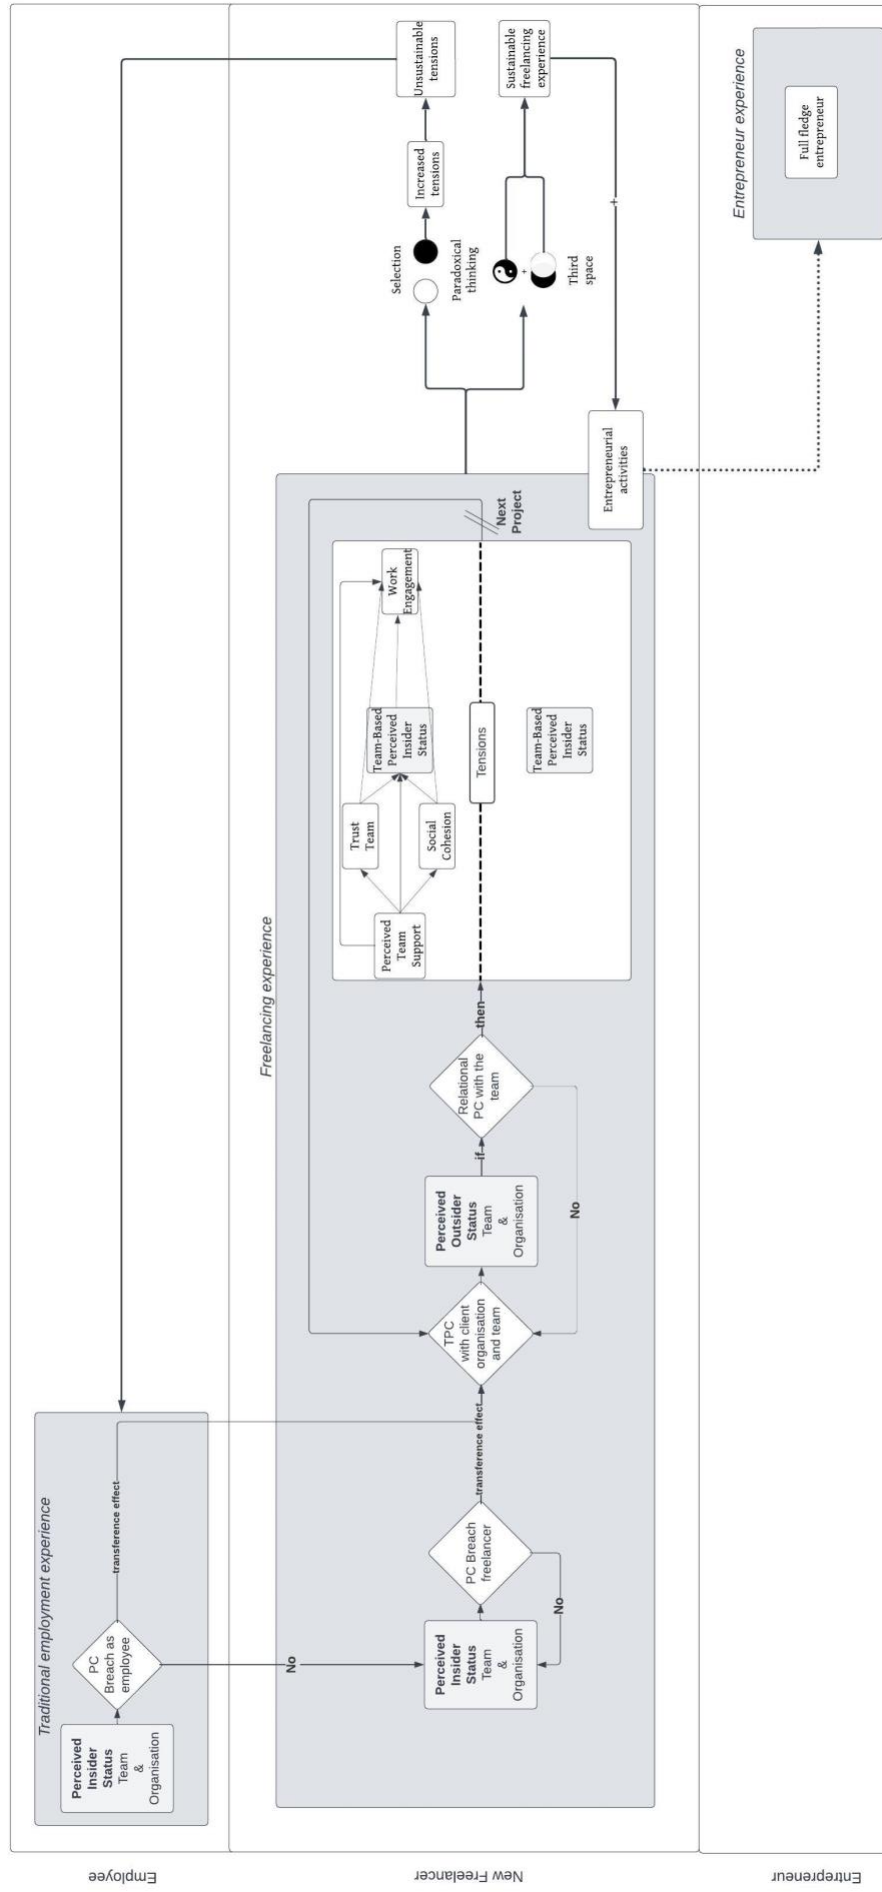 Employee
Traditional employment experience
Perceived
Insider
Status
Team
&
Organisation
PC
Breach as
employee
transference effect
No
New Freelancer
Freelancing experience
Perceived
Insider
Status
Team
&
Organisation
PC Breach
freelancer
No
transference effect
TPC
with client
organisation
and team
Perceived
Outsider
Status
Team
&
Organisation
if
Relational
PC with the
team
No
then
Perceived
Team
Support
Trust
Team
Social
Cohesion
Team-Based
Perceived
Insider
Status
Work
Engagement
Tensions
Team-Based
Perceived
Insider
Status
Next
Project
Selection
Paradoxical
thinking
+
Third
space
Increased
tensions
Unsustainable
tensions
Sustainable
freelancing
experience
+
Entrepreneurial
activities
Entrepreneur
Entrepreneur experience
Full fledge
entrepreneur